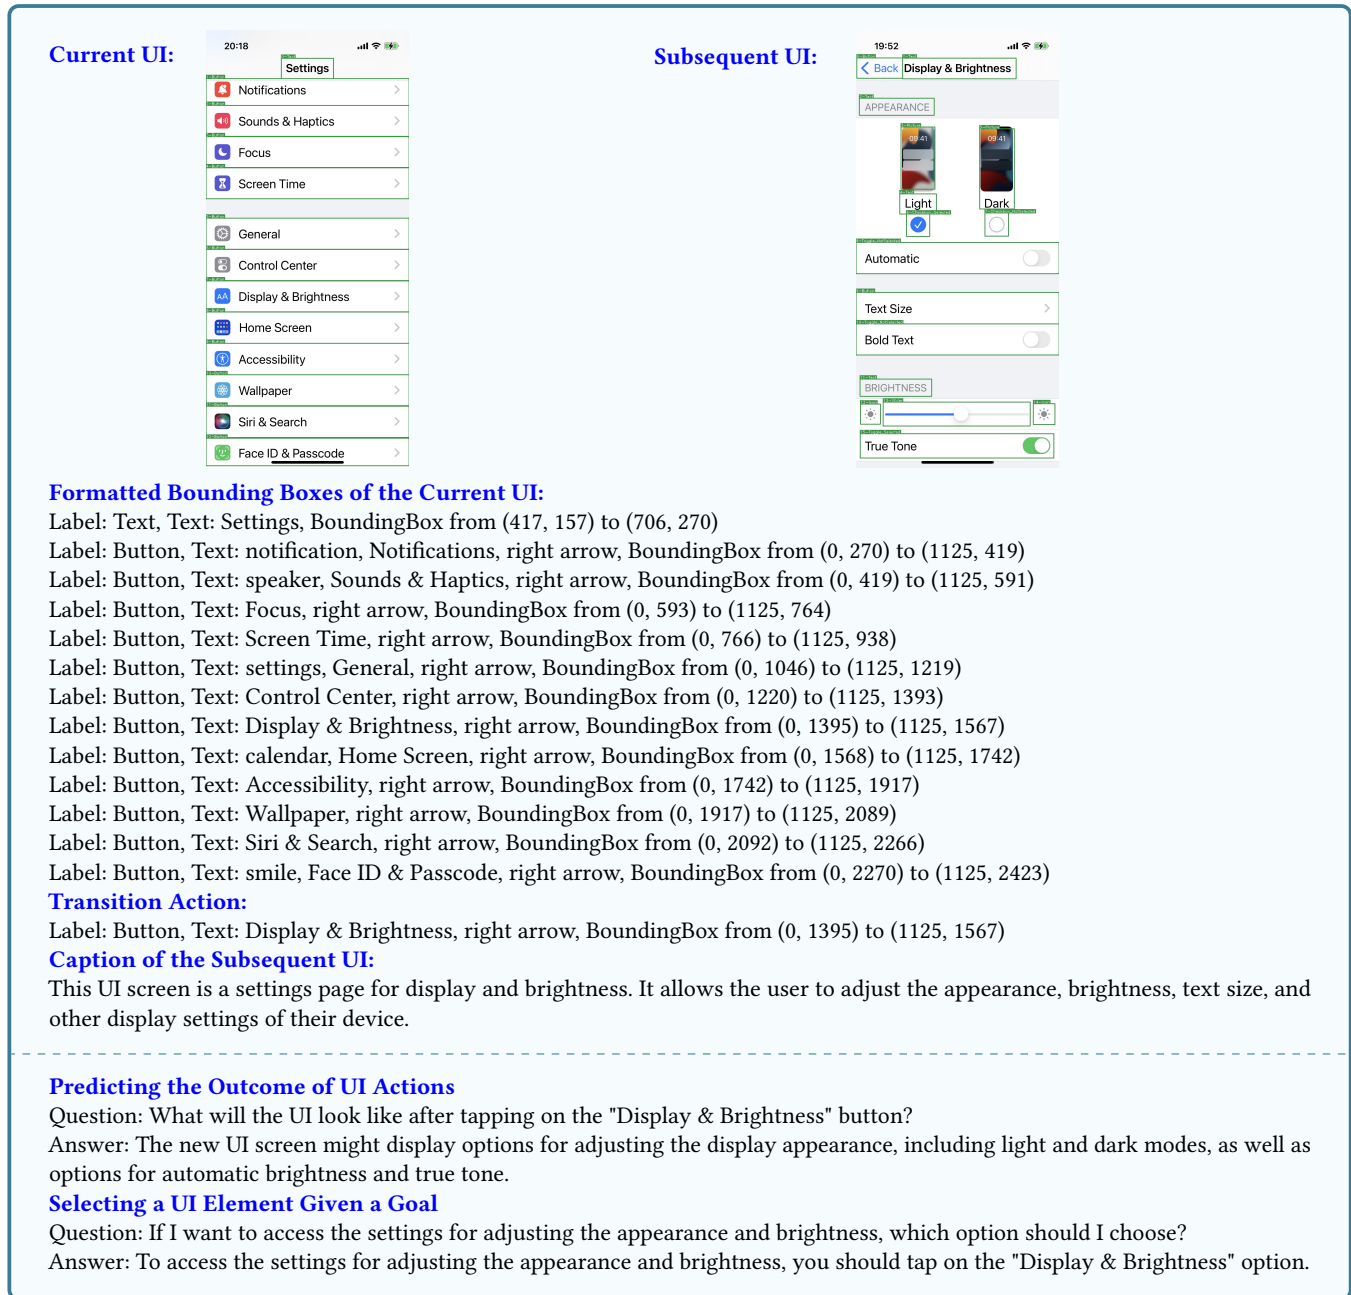 Current UI:
Subsequent UI:
20:18
Settings
Notifications
Sounds & Haptics
Focus
Screen Time
General
Control Center
Display & Brightness
Home Screen
Accessibility
Wallpaper
Siri & Search
Face ID & Passcode
19:52
Back Display & Brightness
APPEARANCE
09:41 09:41
Light Dark
Automatic
Text Size
Bold Text
BRIGHTNESS
True Tone
Formatted Bounding Boxes of the Current UI:
Label: Text, Text: Settings, BoundingBox from (417, 157) to (706, 270)
Label: Button, Text: notification, Notifications, right arrow, BoundingBox from (0, 270) to (1125, 419)
Label: Button, Text: speaker, Sounds & Haptics, right arrow, BoundingBox from (0, 419) to (1125, 591)
Label: Button, Text: Focus, right arrow, BoundingBox from (0, 593) to (1125, 764)
Label: Button, Text: Screen Time, right arrow, BoundingBox from (0, 766) to (1125, 938)
Label: Button, Text: settings, General, right arrow, BoundingBox from (0, 1046) to (1125, 1219)
Label: Button, Text: Control Center, right arrow, BoundingBox from (0, 1220) to (1125, 1393)
Label: Button, Text: Display & Brightness, right arrow, BoundingBox from (0, 1395) to (1125, 1567)
Label: Button, Text: calendar, Home Screen, right arrow, BoundingBox from (0, 1568) to (1125, 1742)
Label: Button, Text: Accessibility, right arrow, BoundingBox from (0, 1742) to (1125, 1917)
Label: Button, Text: Wallpaper, right arrow, BoundingBox from (0, 1917) to (1125, 2089)
Label: Button, Text: Siri & Search, right arrow, BoundingBox from (0, 2092) to (1125, 2266)
Label: Button, Text: smile, Face ID & Passcode, right arrow, BoundingBox from (0, 2270) to (1125, 2423)
Transition Action:
Label: Button, Text: Display & Brightness, right arrow, BoundingBox from (0, 1395) to (1125, 1567)
Caption of the Subsequent UI:
This UI screen is a settings page for display and brightness. It allows the user to adjust the appearance, brightness, text size, and
other display settings of their device.
Predicting the Outcome of UI Actions
Question: What will the UI look like after tapping on the "Display & Brightness" button?
Answer: The new UI screen might display options for adjusting the display appearance, including light and dark modes, as well as
options for automatic brightness and true tone.
Selecting a UI Element Given a Goal
Question: If I want to access the settings for adjusting the appearance and brightness, which option should I choose?
Answer: To access the settings for adjusting the appearance and brightness, you should tap on the "Display & Brightness" option.